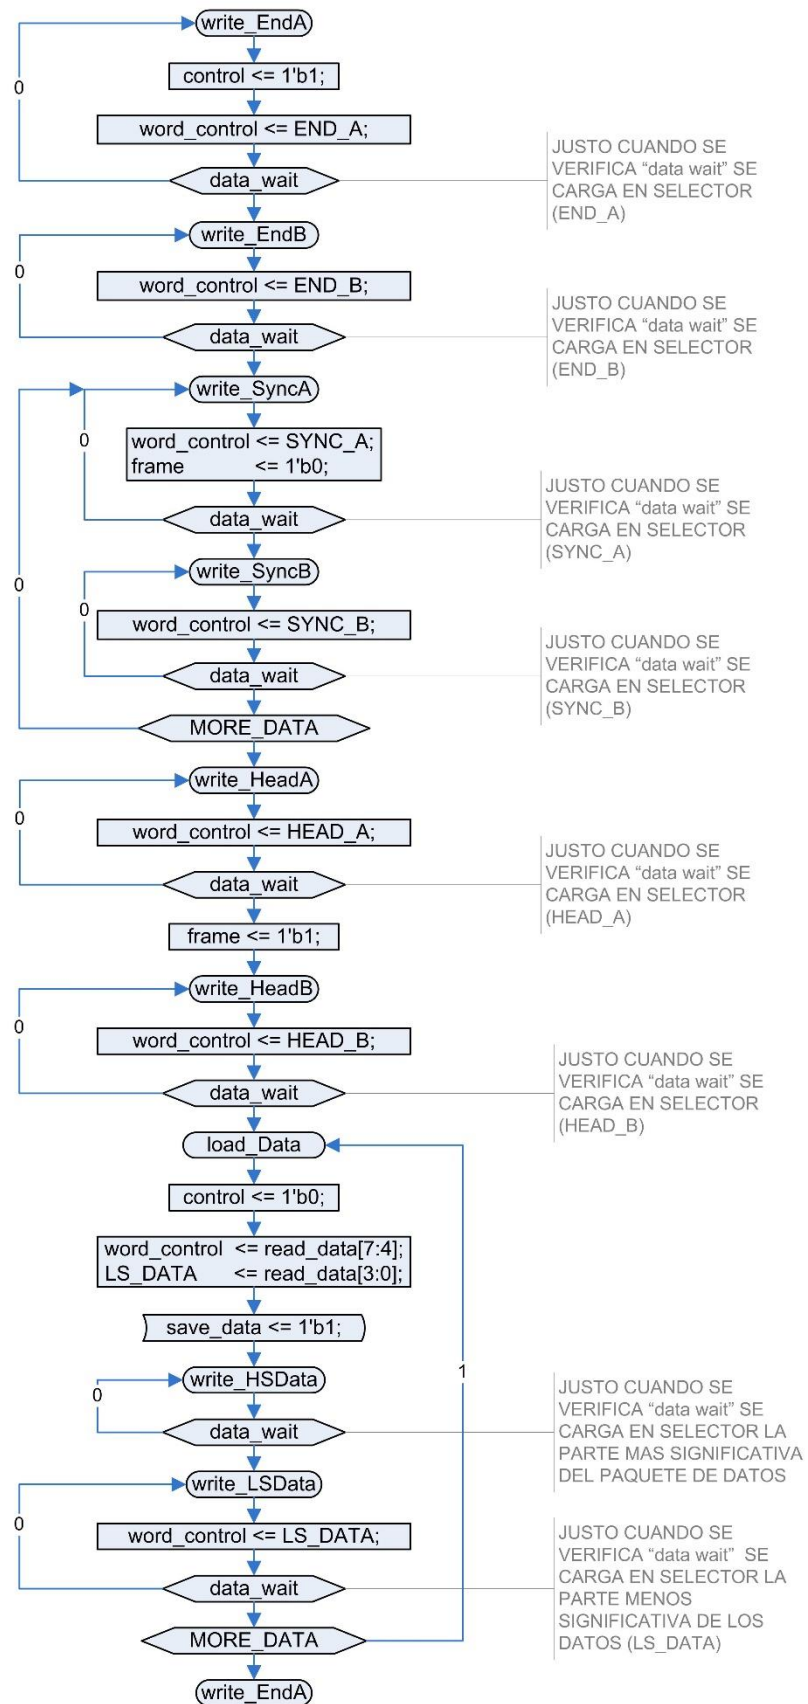 write_EndA
control <= 1'b1;
0
word_control <= END_A;
data_wait
JUSTO CUANDO SE
VERIFICA “data wait” SE
CARGA EN SELECTOR
(END_A)
write_EndB
0
word_control <= END_B;
data_wait
JUSTO CUANDO SE
VERIFICA “data wait” SE
CARGA EN SELECTOR
(END_B)
write_SyncA
0
word_control <= SYNC_A;
frame <= 1'b0;
data_wait
JUSTO CUANDO SE
VERIFICA “data wait” SE
CARGA EN SELECTOR
(SYNC_A)
write_SyncB
0
0
word_control <= SYNC_B;
data_wait
JUSTO CUANDO SE
VERIFICA “data wait” SE
CARGA EN SELECTOR
(SYNC_B)
MORE_DATA
write_HeadA
0
word_control <= HEAD_A;
data_wait
JUSTO CUANDO SE
VERIFICA “data wait” SE
CARGA EN SELECTOR
(HEAD_A)
frame <= 1'b1;
write_HeadB
0
word_control <= HEAD_B;
data_wait
JUSTO CUANDO SE
VERIFICA “data wait” SE
CARGA EN SELECTOR
(HEAD_B)
load_Data
control <= 1'b0;
word_control <= read_data[7:4];
LS_DATA <= read_data[3:0];
save_data <= 1'b1;
1
write_HSData
0
data_wait
JUSTO CUANDO SE
VERIFICA “data wait” SE
CARGA EN SELECTOR LA
PARTE MAS SIGNIFICATIVA
DEL PAQUETE DE DATOS
write_LSData
0
word_control <= LS_DATA;
data_wait
JUSTO CUANDO SE
VERIFICA “data wait” SE
CARGA EN SELECTOR LA
PARTE MENOS
SIGNIFICATIVA DE LOS
DATOS (LS_DATA)
MORE_DATA
write_EndA